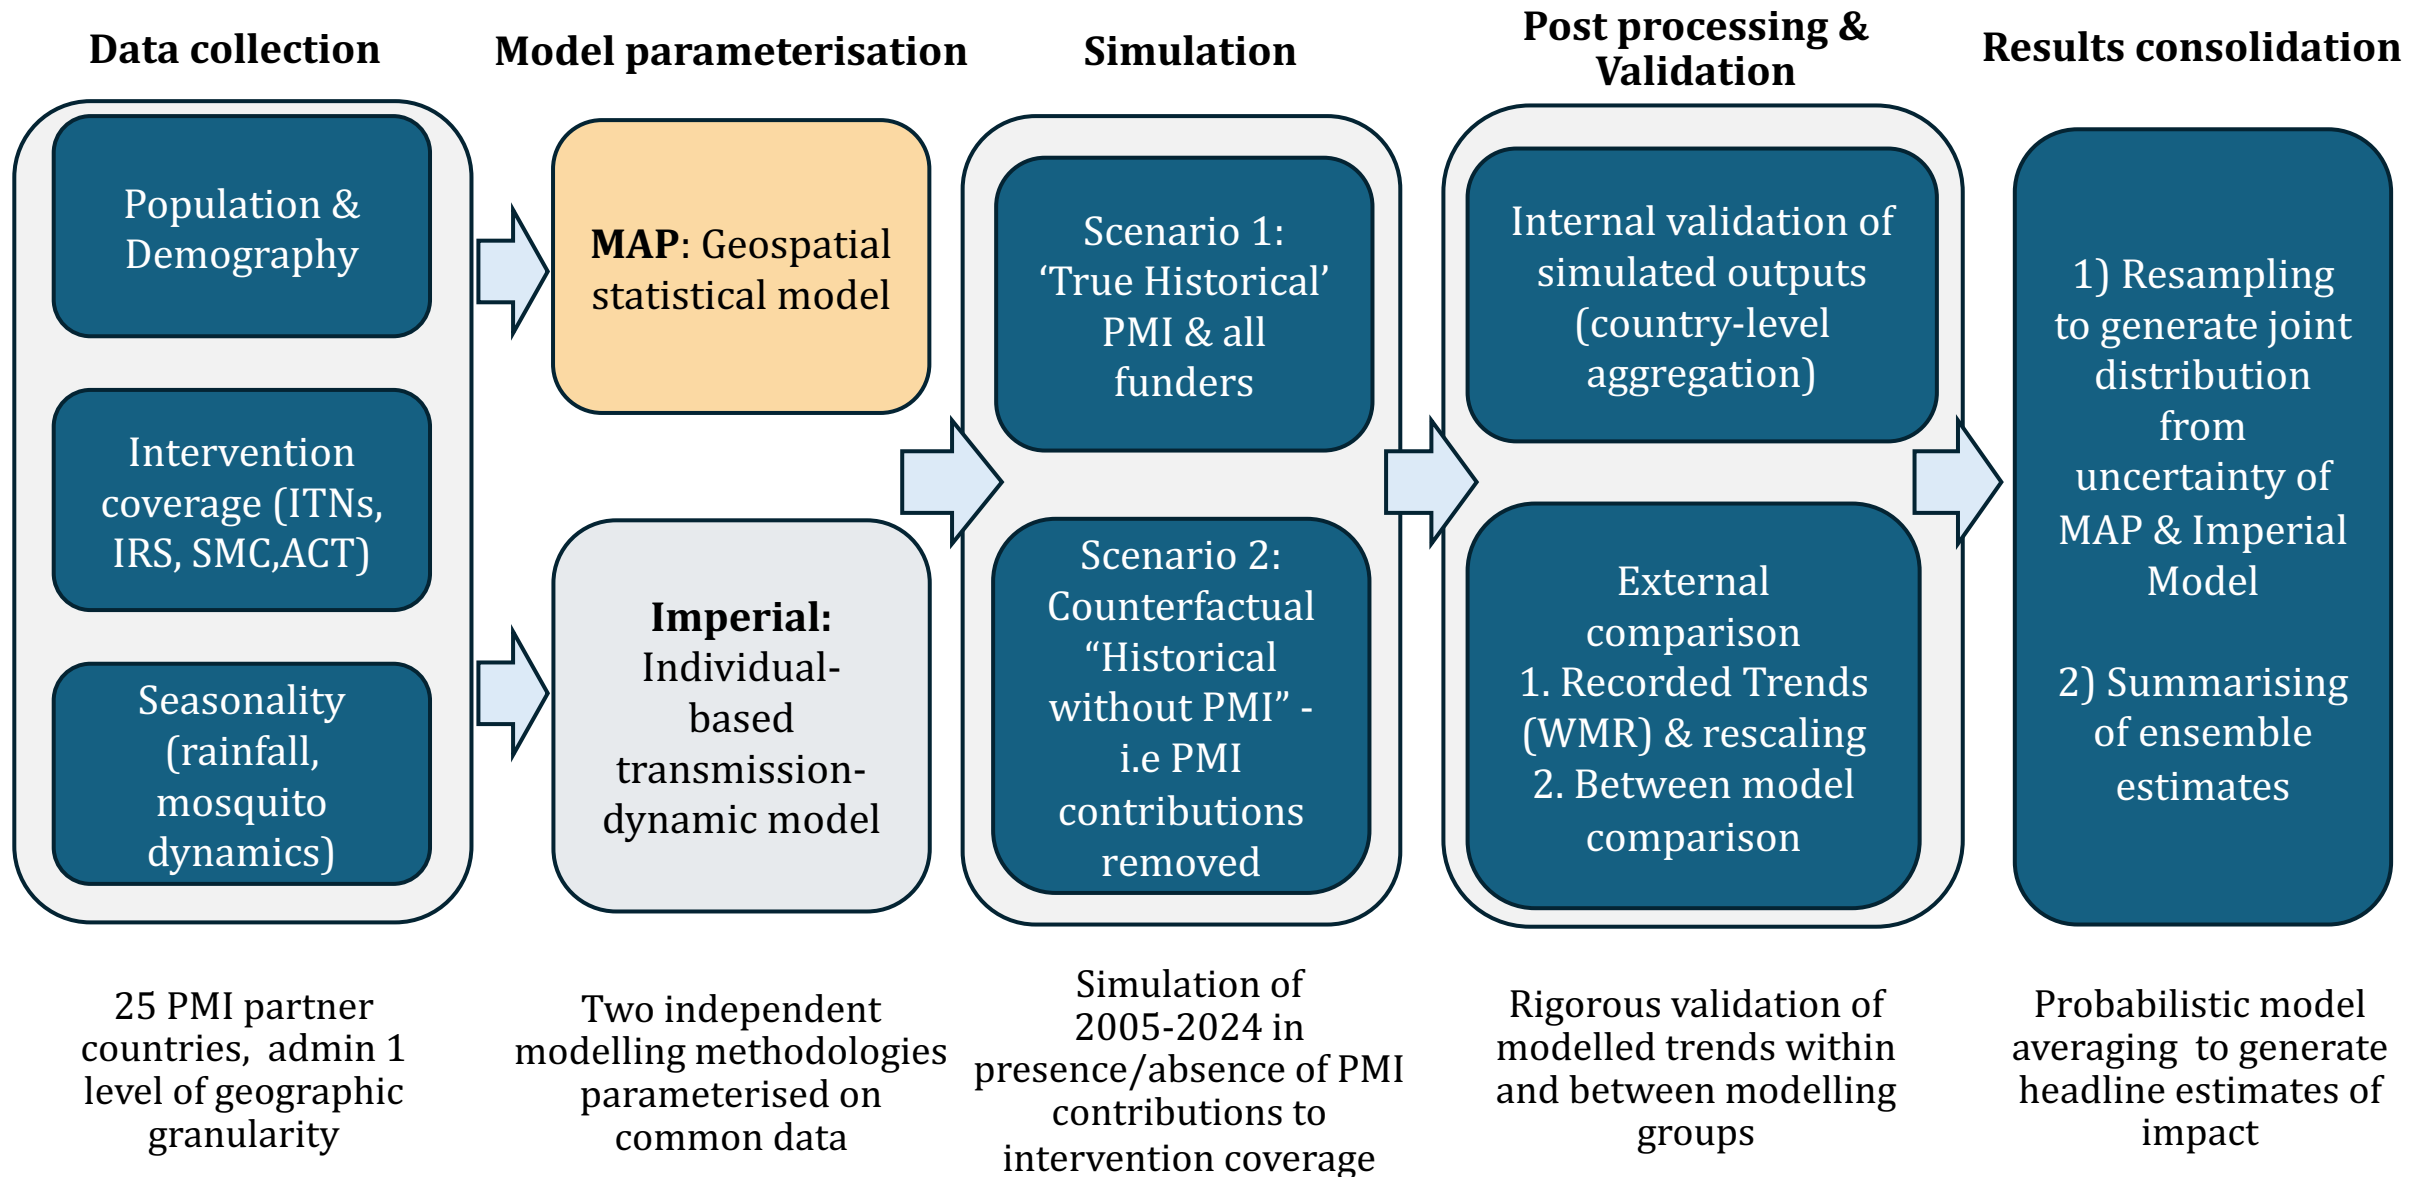 Data collection
Population &
Demography
Intervention
coverage (ITNs,
IRS, SMC,ACT)
Seasonality
(rainfall,
mosquito
dynamics)
25 PMI partner
countries,  admin 1
level of geographic
granularity
Model parameterisation
MAP: Geospatial
statistical model
Imperial:
Individual-
based
transmission-
dynamic model
Two independent
modelling methodologies
parameterised on
common data
Simulation
Scenario 1:
‘True Historical’
PMI & all
funders
Scenario 2:
Counterfactual
“Historical
without PMI” -
i.e PMI
contributions
removed
Simulation of
2005-2024 in
presence/absence of PMI
contributions to
intervention coverage
Post processing &
Validation
Internal validation of
simulated outputs
(country-level
aggregation)
External
comparison
1. Recorded Trends
(WMR) & rescaling
2. Between model
comparison
Rigorous validation of
modelled trends within
and between modelling
groups
Results consolidation
1) Resampling
to generate joint
distribution
from
uncertainty of
MAP & Imperial
Model
2) Summarising
of ensemble
estimates
Probabilistic model
averaging  to generate
headline estimates of
impact